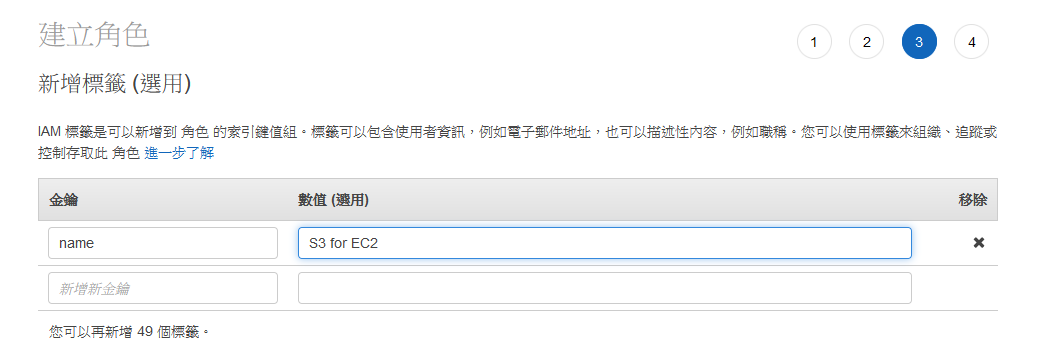 建立角色
1 2 3 4
新增標籤 (選用)
IAM 標籤是可以新增到 角色 的索引鍵值組。標籤可以包含使用者資訊，例如電子郵件地址，也可以描述性內容，例如職稱。您可以使用標籤來組織、追蹤或
控制存取此 角色 進一步了解
金鑰 數值 (選用) 移除
name S3 for EC2 ✖
新增新金鑰
您可以再新增 49 個標籤。